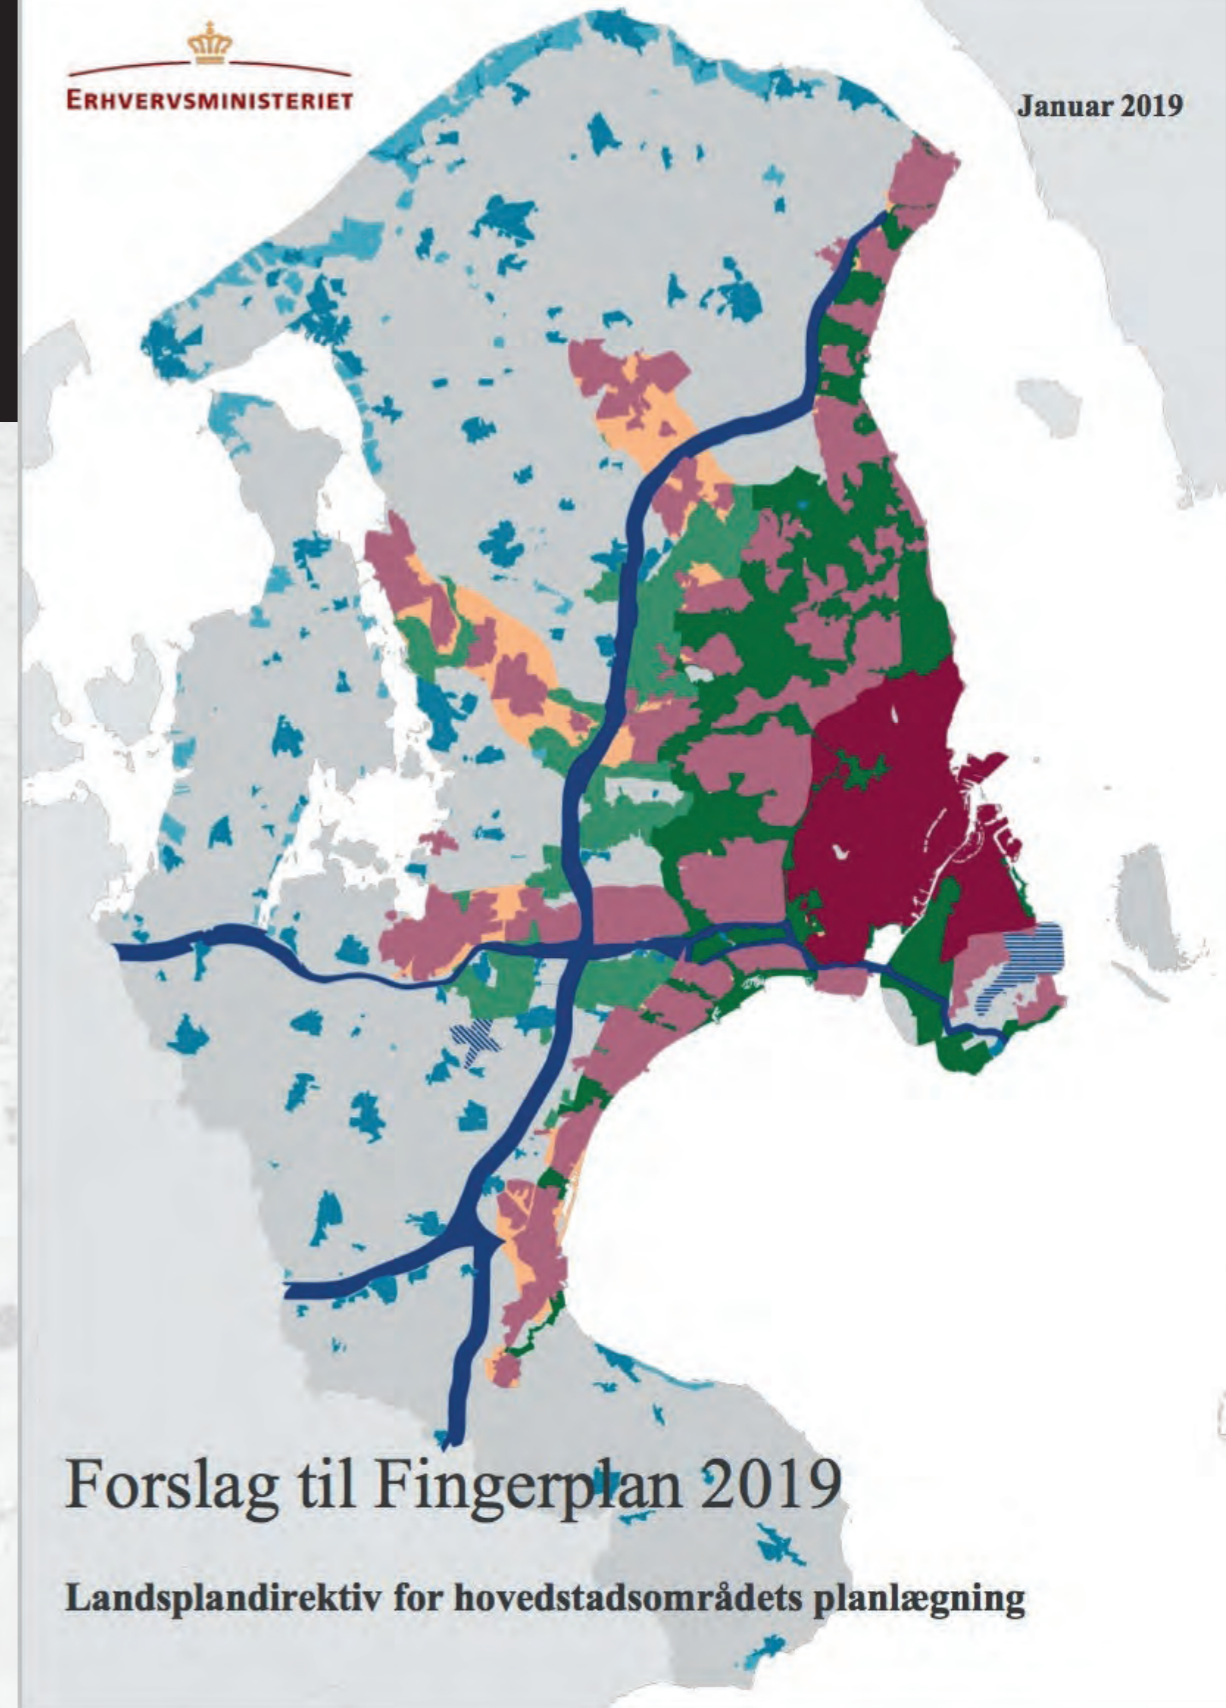 ERHVERVSMINISTERIET
Januar 2019
Forslag til Fingerplan 2019
Landsplandirektiv for hovedstadsområdets planlægning